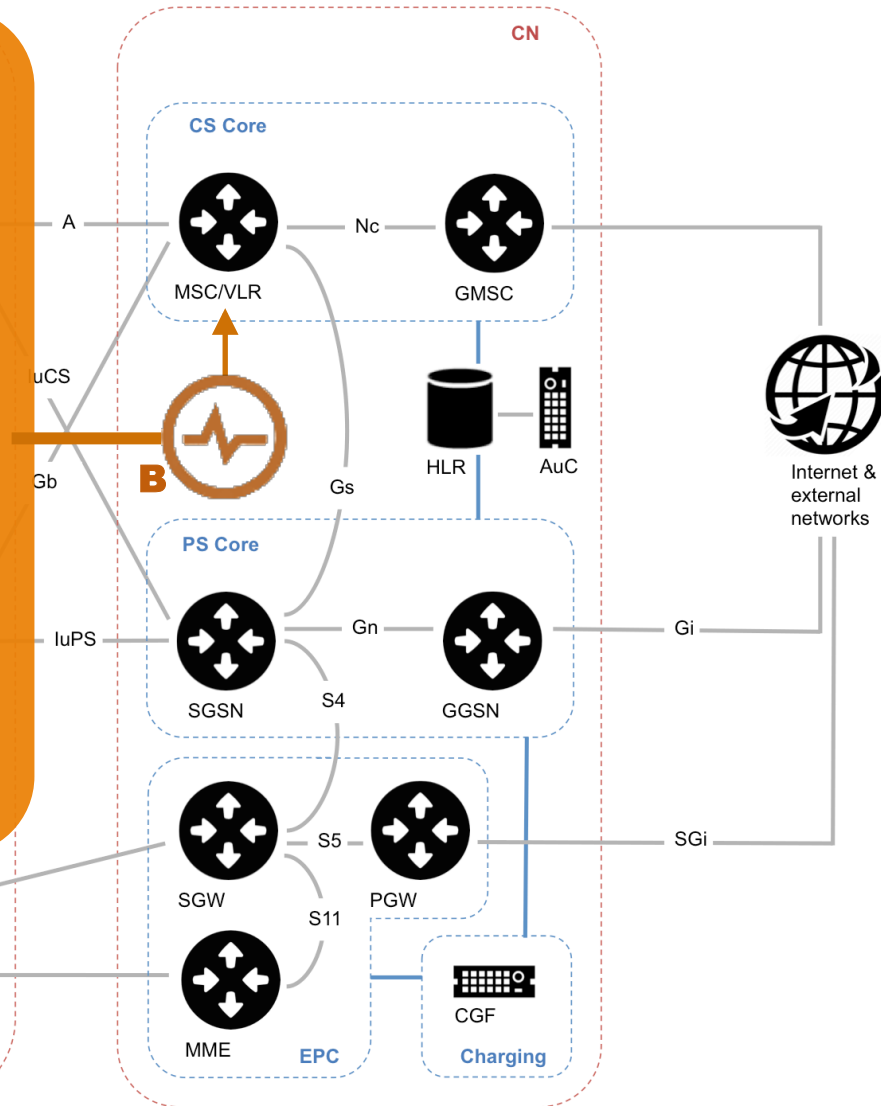 CN
CS Core
A
Nc
MSC/VLR
GMSC
IuCS
B
HLR
AuC
Gb
Gs
Internet &
external
networks
PS Core
IuPS
Gn
Gi
S4
SGSN
GGSN
S5
SGi
SGW
PGW
S11
CGF
MME
EPC
Charging